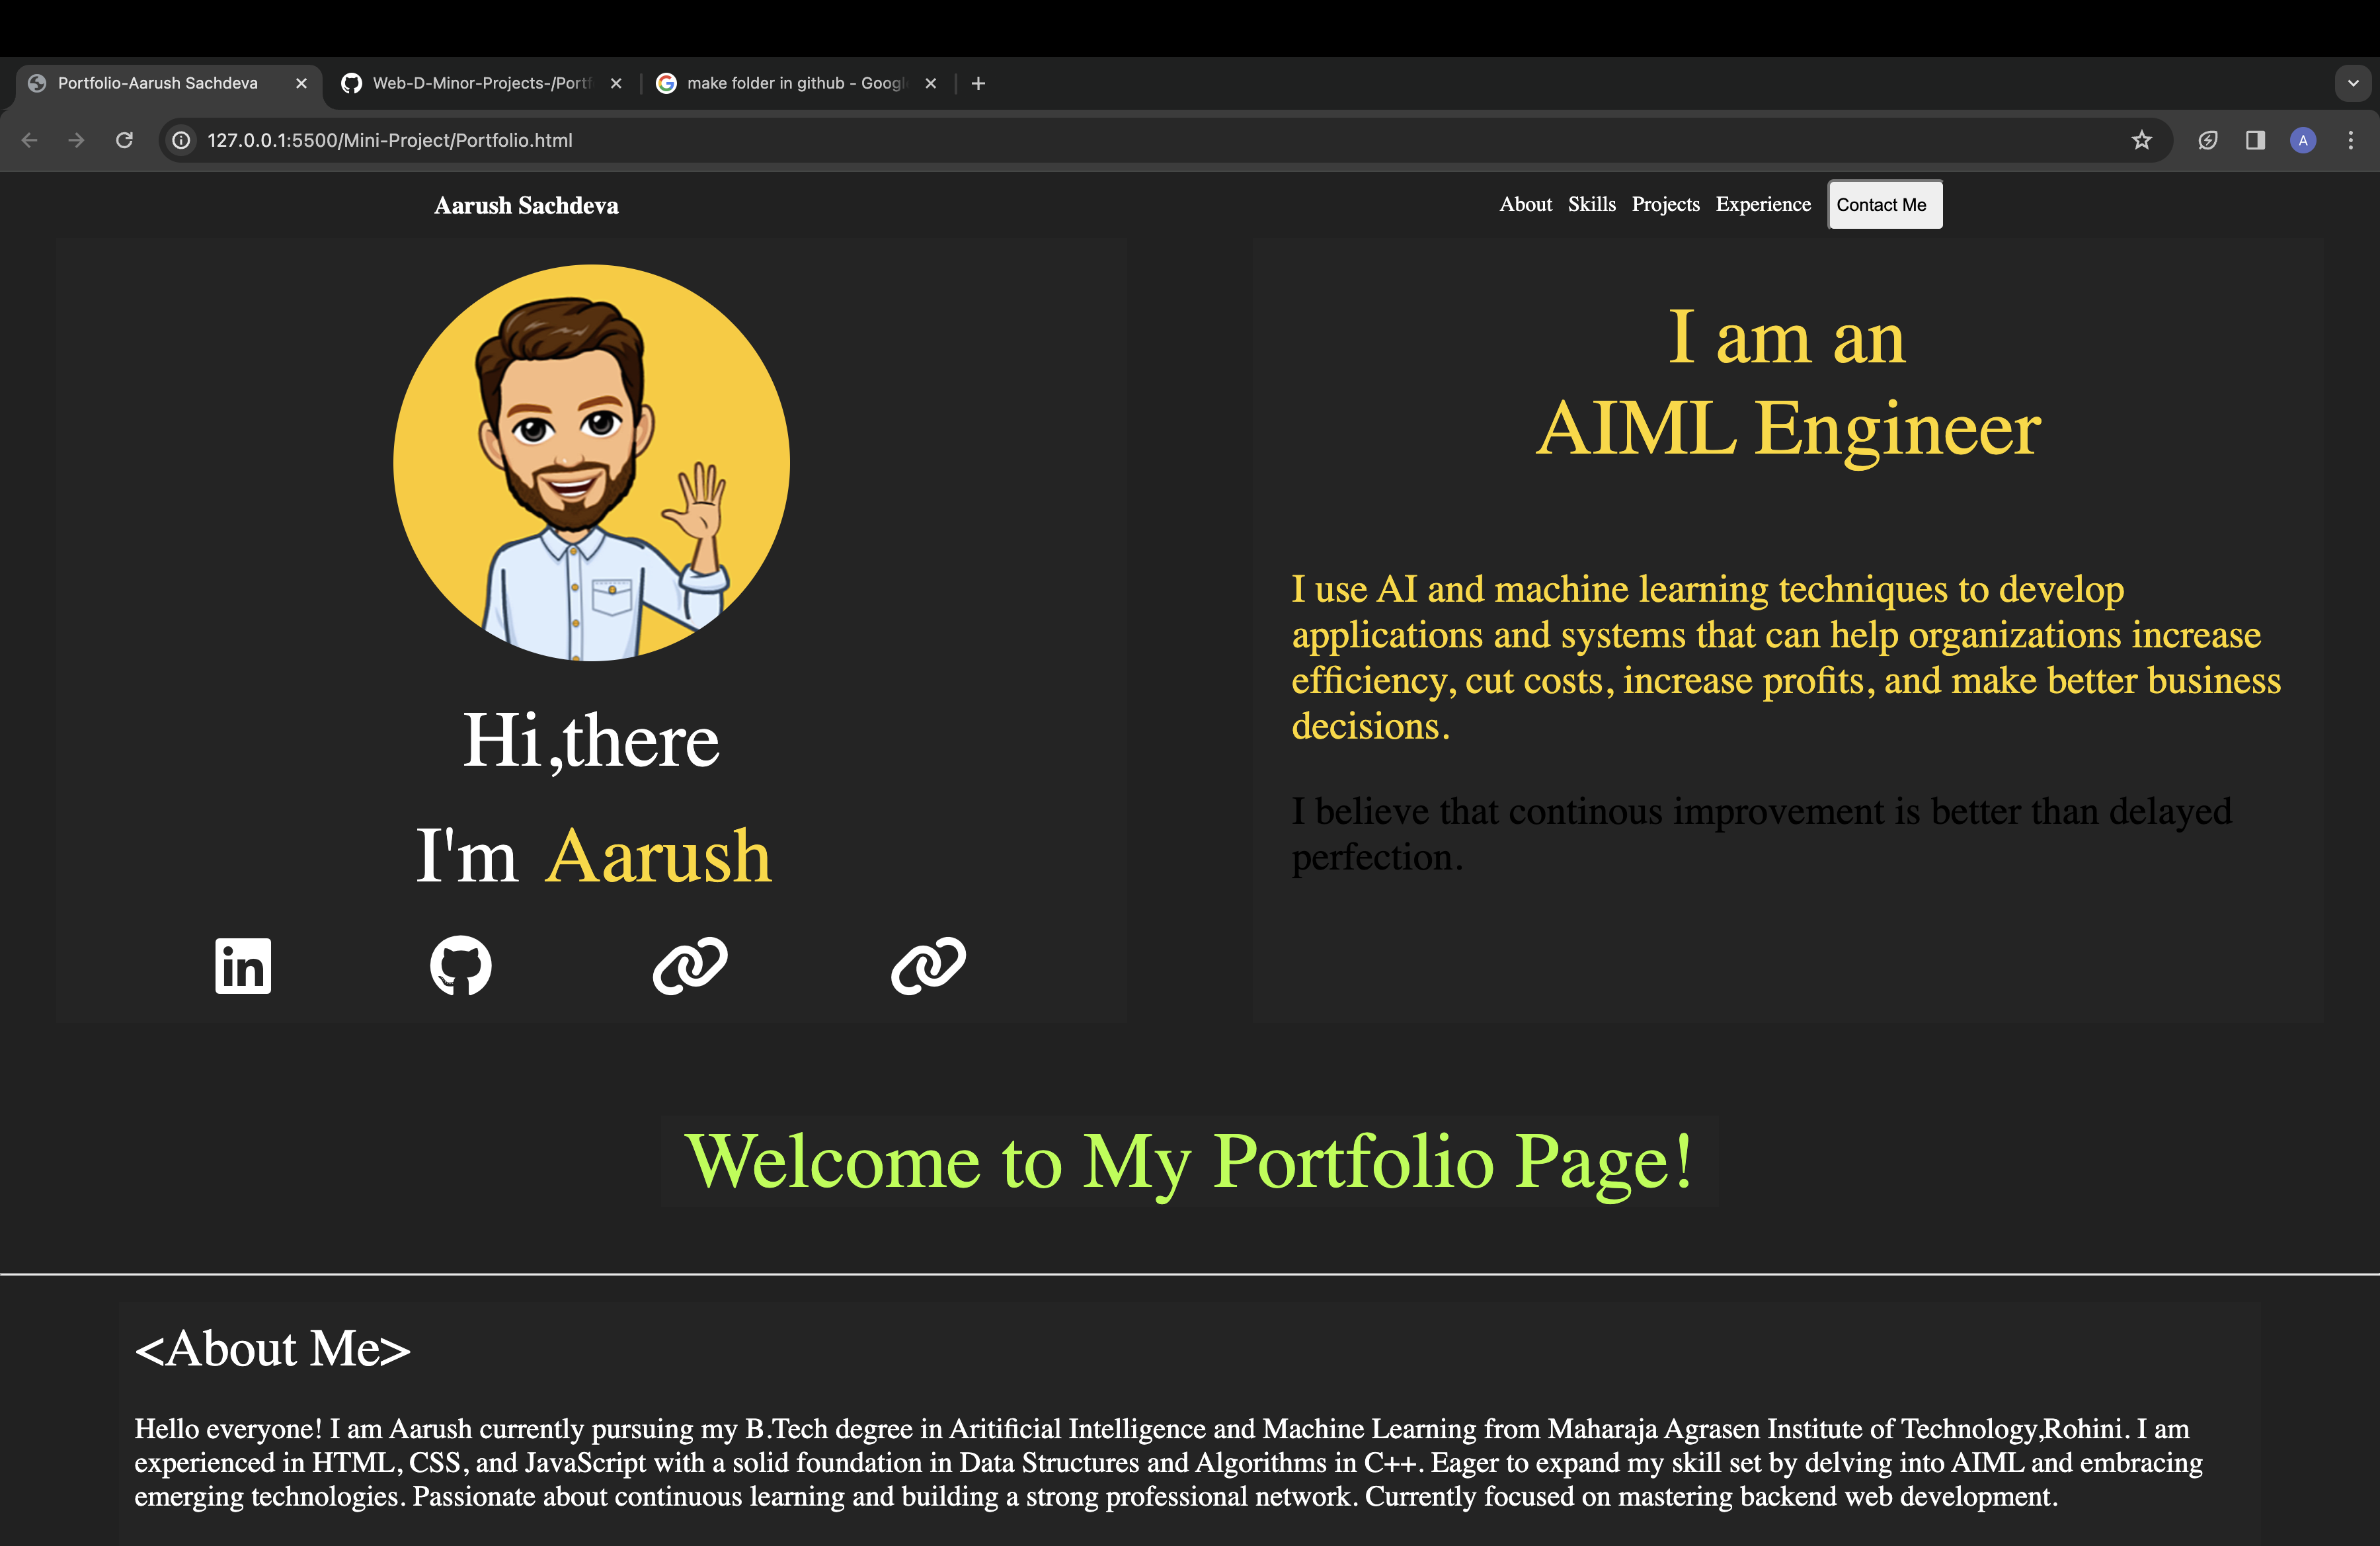 Portfolio-Aarush Sachdeva
Web-D-Minor-Projects-/Portf
make folder in github - Googl
127.0.0.1:5500/Mini-Project/Portfolio.html
A
Aarush Sachdeva
About Skills Projects Experience Contact Me
Hi,there
I'm Aarush
in
I am an
AIML Engineer
I use AI and machine learning techniques to develop
applications and systems that can help organizations increase
efficiency, cut costs, increase profits, and make better business
decisions.
I believe that continous improvement is better than delayed
perfection.
Welcome to My Portfolio Page!
<About Me>
Hello everyone! I am Aarush currently pursuing my B.Tech degree in Aritificial Intelligence and Machine Learning from Maharaja Agrasen Institute of Technology,Rohini. I am
experienced in HTML, CSS, and JavaScript with a solid foundation in Data Structures and Algorithms in C++. Eager to expand my skill set by delving into AIML and embracing
emerging technologies. Passionate about continuous learning and building a strong professional network. Currently focused on mastering backend web development.